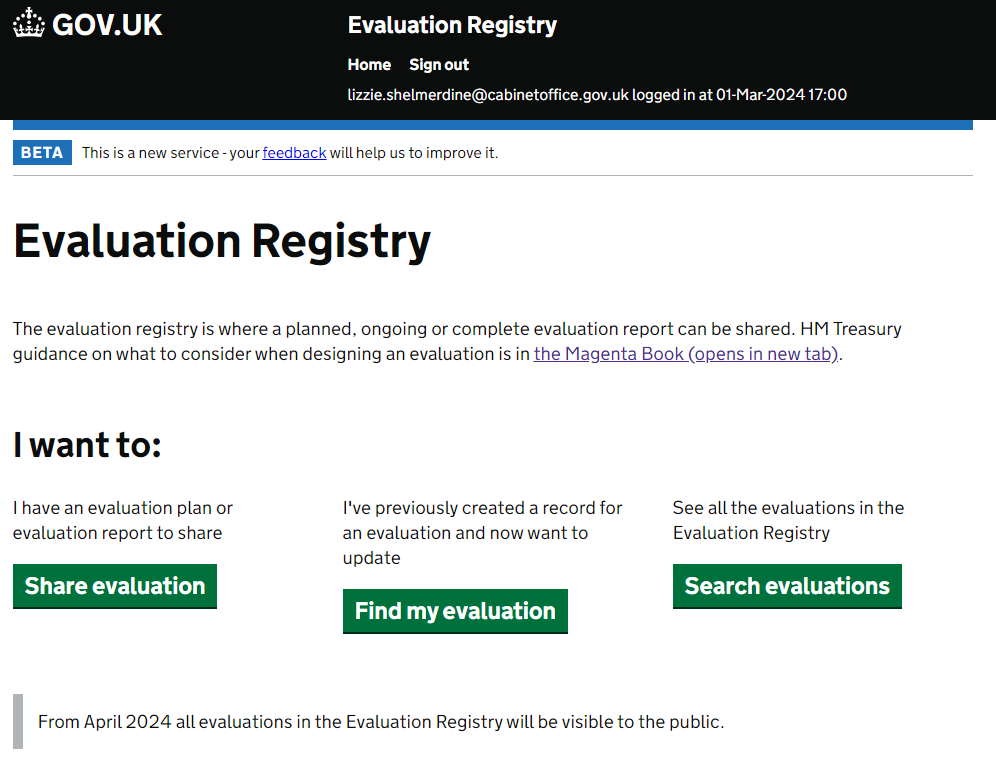 GOV.UK
Evaluation Registry
Home Sign out
lizzie.shelmerdine@cabinetoffice.gov.uk logged in at 01-Mar-2024 17:00
BETA This is a new service - your feedback will help us to improve it.
Evaluation Registry
The evaluation registry is where a planned, ongoing or complete evaluation report can be shared. HM Treasury
guidance on what to consider when designing an evaluation is in the Magenta Book (opens in new tab).
I want to:
I have an evaluation plan or
evaluation report to share
Share evaluation
I've previously created a record for
an evaluation and now want to
update
Find my evaluation
See all the evaluations in the
Evaluation Registry
Search evaluations
From April 2024 all evaluations in the Evaluation Registry will be visible to the public.